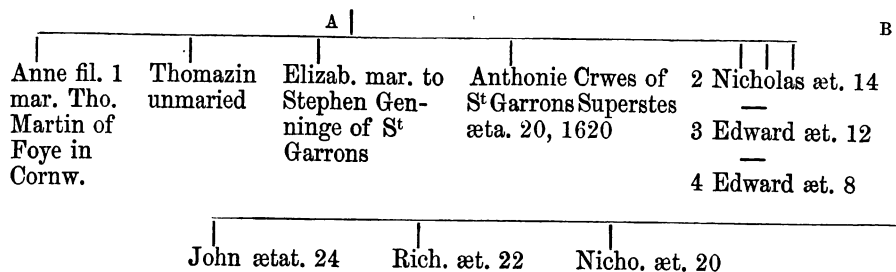 A
B
Anne fil. 1
mar. Tho.
Martin of
Foye in
Cornw.
Thomazin
unmaried
Elizab. mar. to
Stephen Gen-
ninge of St
Garrons
Anthonie Crwes of
St Garrons Superstes
æta. 20, 1620
2 Nicholas æt. 14
3 Edward æt. 12
4 Edward æt. 8
John ætat. 24
Rich. æt. 22
Nicho. æt, 20